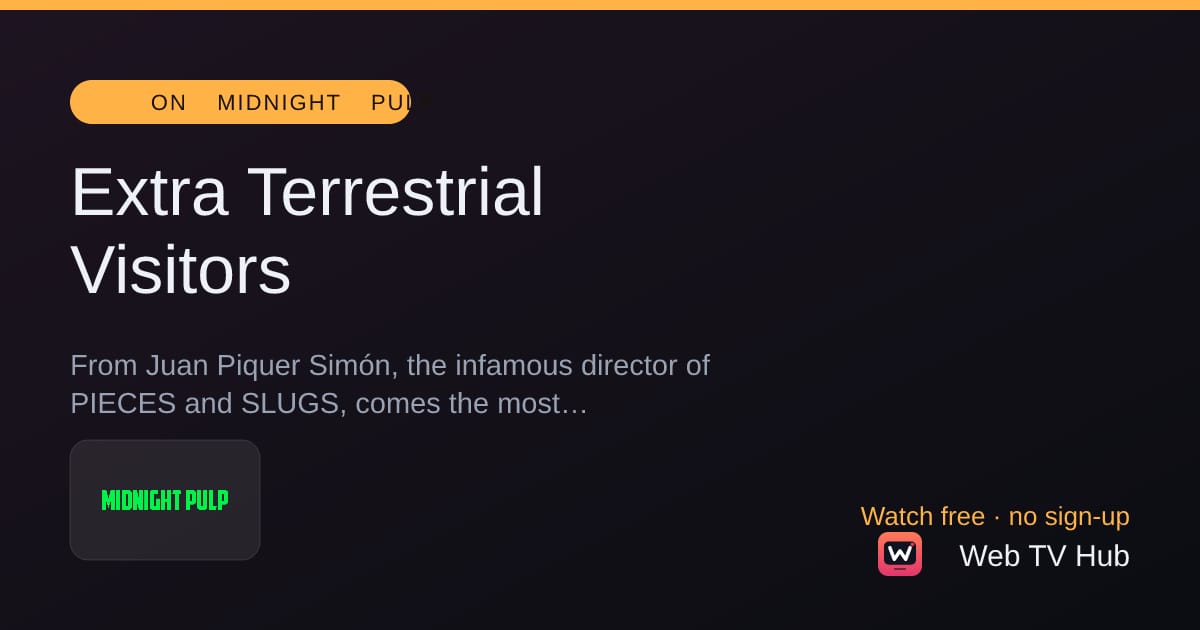 ON MIDNIGHT PULP
Extra Terrestrial
Visitors
From Juan Piquer Simón, the infamous director of
PIECES and SLUGS, comes the most…
MIDNIGHT PULP
Watch free · no sign-up
Web TV Hub